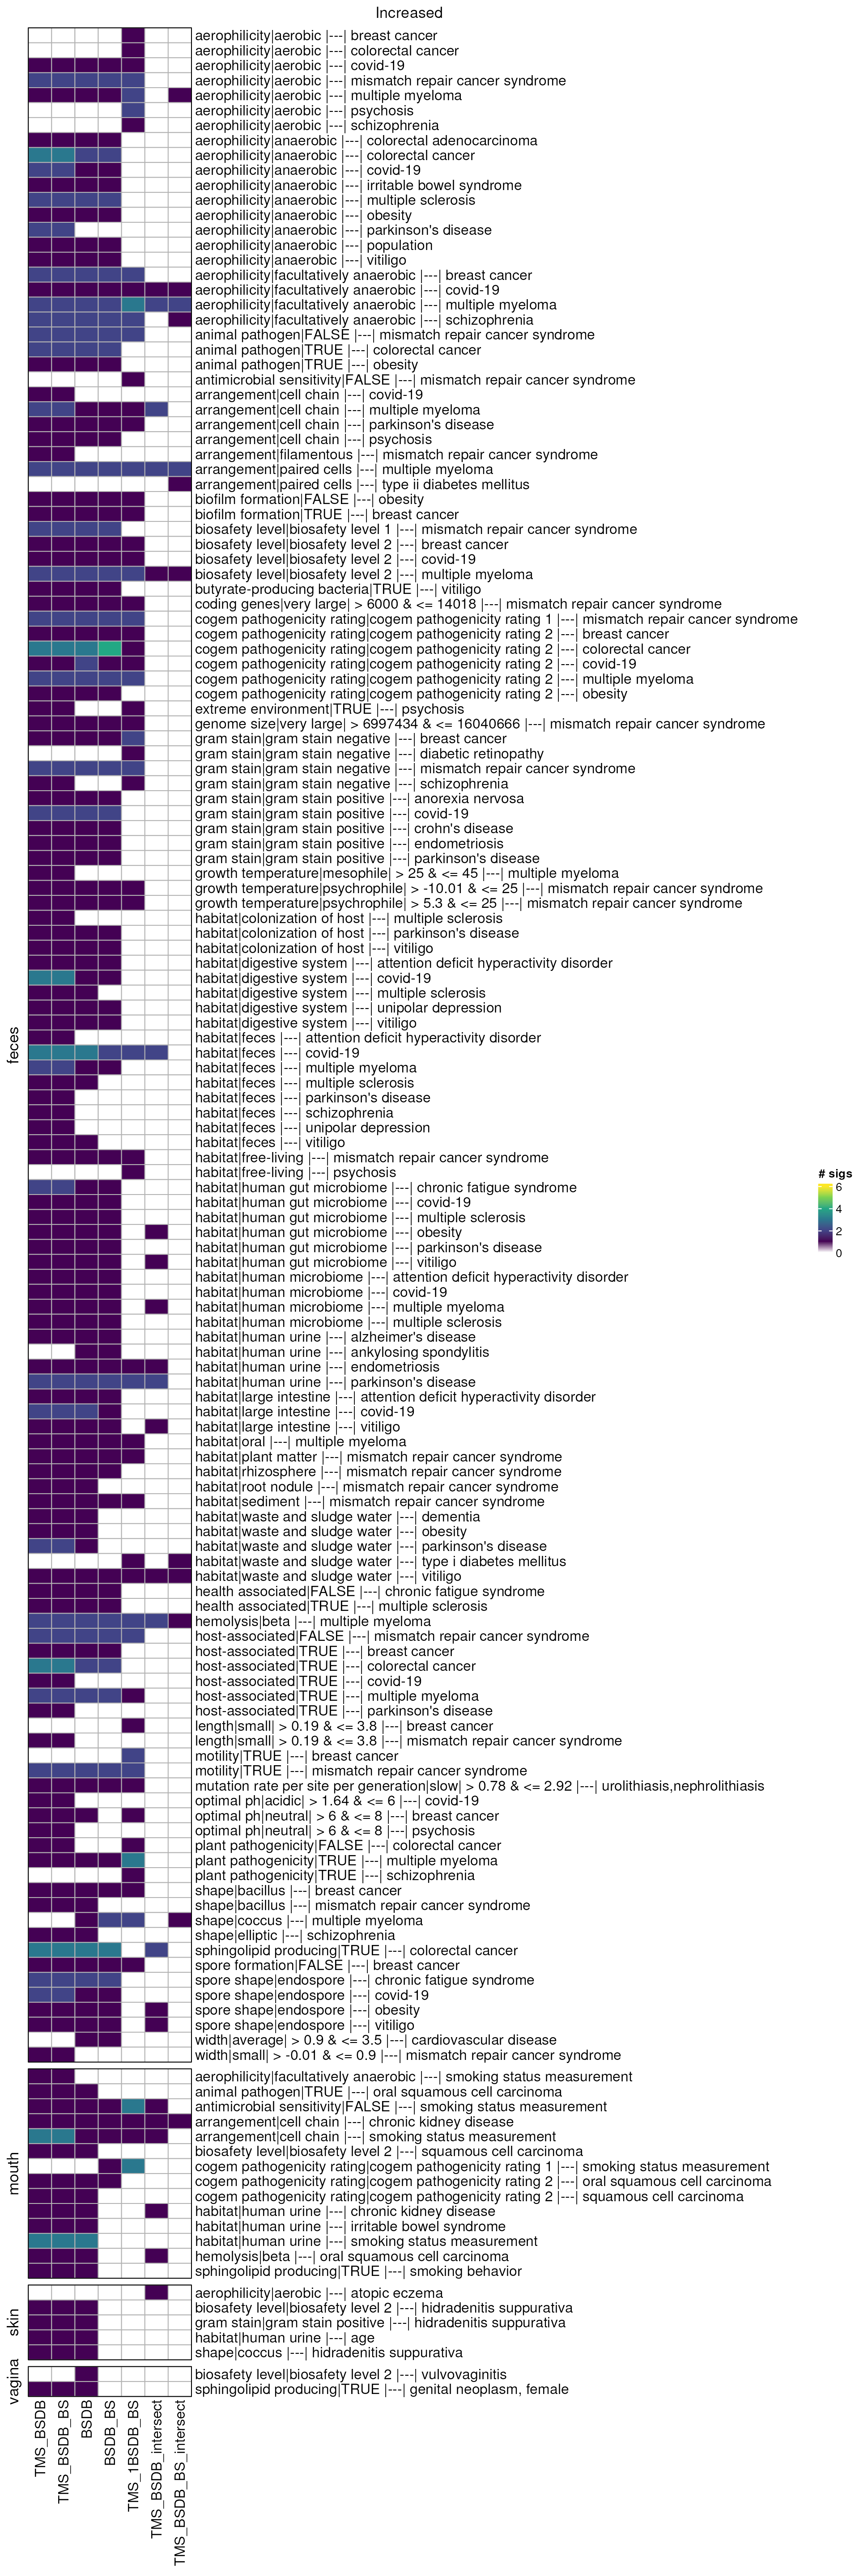 Increased
aerophilicity|aerobic |---| breast cancer
aerophilicity|aerobic |---| colorectal cancer
aerophilicity|aerobic |---| covid-19
aerophilicity|aerobic |---| mismatch repair cancer syndrome
aerophilicity|aerobic |---| multiple myeloma
aerophilicity|aerobic |---| psychosis
aerophilicity|aerobic |---| schizophrenia
aerophilicity|anaerobic |---| colorectal adenocarcinoma
aerophilicity|anaerobic |---| colorectal cancer
aerophilicity|anaerobic |---| covid-19
aerophilicity|anaerobic |---| irritable bowel syndrome
aerophilicity|anaerobic |---| multiple sclerosis
aerophilicity|anaerobic |---| obesity
aerophilicity|anaerobic |---| parkinson's disease
aerophilicity|anaerobic |---| population
aerophilicity|anaerobic |---| vitiligo
aerophilicity|facultatively anaerobic |---| breast cancer
aerophilicity|facultatively anaerobic |---| covid-19
aerophilicity|facultatively anaerobic |---| multiple myeloma
aerophilicity|facultatively anaerobic |---| schizophrenia
animal pathogen|FALSE |---| mismatch repair cancer syndrome
animal pathogen|TRUE |---| colorectal cancer
animal pathogen|TRUE |---| obesity
antimicrobial sensitivity|FALSE |---| mismatch repair cancer syndrome
arrangement|cell chain |---| covid-19
arrangement|cell chain |---| multiple myeloma
arrangement|cell chain |---| parkinson's disease
arrangement|cell chain |---| psychosis
arrangement|filamentous |---| mismatch repair cancer syndrome
arrangement|paired cells |---| multiple myeloma
arrangement|paired cells |---| type ii diabetes mellitus
biofilm formation|FALSE |---| obesity
biofilm formation|TRUE |---| breast cancer
biosafety level|biosafety level 1 |---| mismatch repair cancer syndrome
biosafety level|biosafety level 2 |---| breast cancer
biosafety level|biosafety level 2 |---| covid-19
biosafety level|biosafety level 2 |---| multiple myeloma
butyrate-producing bacteria|TRUE |---| vitiligo
coding genes|very large| > 6000 & <= 14018 |---| mismatch repair cancer syndrome
cogem pathogenicity rating|cogem pathogenicity rating 1 |---| mismatch repair cancer syndrome
cogem pathogenicity rating|cogem pathogenicity rating 2 |---| breast cancer
cogem pathogenicity rating|cogem pathogenicity rating 2 |---| colorectal cancer
cogem pathogenicity rating|cogem pathogenicity rating 2 |---| covid-19
cogem pathogenicity rating|cogem pathogenicity rating 2 |---| multiple myeloma
cogem pathogenicity rating|cogem pathogenicity rating 2 |---| obesity
extreme environment|TRUE |---| psychosis
genome size|very large| > 6997434 & <= 16040666 |---| mismatch repair cancer syndrome
gram stain|gram stain negative |---| breast cancer
gram stain|gram stain negative |---| diabetic retinopathy
gram stain|gram stain negative |---| mismatch repair cancer syndrome
gram stain|gram stain negative |---| schizophrenia
gram stain|gram stain positive |---| anorexia nervosa
gram stain|gram stain positive |---| covid-19
gram stain|gram stain positive |---| crohn's disease
gram stain|gram stain positive |---| endometriosis
gram stain|gram stain positive |---| parkinson's disease
growth temperature|mesophile| > 25 & <= 45 |---| multiple myeloma
growth temperature|psychrophile| > -10.01 & <= 25 |---| mismatch repair cancer syndrome
growth temperature|psychrophile| > 5.3 & <= 25 |---| mismatch repair cancer syndrome
habitat|colonization of host |---| multiple sclerosis
habitat|colonization of host |---| parkinson's disease
habitat|colonization of host |---| vitiligo
habitat|digestive system |---| attention deficit hyperactivity disorder
habitat|digestive system |---| covid-19
habitat|digestive system |---| multiple sclerosis
habitat|digestive system |---| unipolar depression
habitat|digestive system |---| vitiligo
habitat|feces |---| attention deficit hyperactivity disorder
habitat|feces |---| covid-19
habitat|feces |---| multiple myeloma
habitat|feces |---| multiple sclerosis
habitat|feces |---| parkinson's disease
habitat|feces |---| schizophrenia
habitat|feces |---| unipolar depression
habitat|feces |---| vitiligo
habitat|free-living |---| mismatch repair cancer syndrome
habitat|free-living |---| psychosis
habitat|human gut microbiome |---| chronic fatigue syndrome
habitat|human gut microbiome |---| covid-19
habitat|human gut microbiome |---| multiple sclerosis
habitat|human gut microbiome |---| obesity
habitat|human gut microbiome |---| parkinson's disease
habitat|human gut microbiome |---| vitiligo
habitat|human microbiome |---| attention deficit hyperactivity disorder
habitat|human microbiome |---| covid-19
habitat|human microbiome |---| multiple myeloma
habitat|human microbiome |---| multiple sclerosis
habitat|human urine |---| alzheimer's disease
habitat|human urine |---| ankylosing spondylitis
habitat|human urine |---| endometriosis
habitat|human urine |---| parkinson's disease
habitat|large intestine |---| attention deficit hyperactivity disorder
habitat|large intestine |---| covid-19
habitat|large intestine |---| vitiligo
habitat|oral |---| multiple myeloma
habitat|plant matter |---| mismatch repair cancer syndrome
habitat|rhizosphere |---| mismatch repair cancer syndrome
habitat|root nodule |---| mismatch repair cancer syndrome
habitat|sediment |---| mismatch repair cancer syndrome
habitat|waste and sludge water |---| dementia
habitat|waste and sludge water |---| obesity
habitat|waste and sludge water |---| parkinson's disease
habitat|waste and sludge water |---| type i diabetes mellitus
habitat|waste and sludge water |---| vitiligo
health associated|FALSE |---| chronic fatigue syndrome
health associated|TRUE |---| multiple sclerosis
hemolysis|beta |---| multiple myeloma
host-associated|FALSE |---| mismatch repair cancer syndrome
host-associated|TRUE |---| breast cancer
host-associated|TRUE |---| colorectal cancer
host-associated|TRUE |---| covid-19
host-associated|TRUE |---| multiple myeloma
host-associated|TRUE |---| parkinson's disease
length|small| > 0.19 & <= 3.8 |---| breast cancer
length|small| > 0.19 & <= 3.8 |---| mismatch repair cancer syndrome
motility|TRUE |---| breast cancer
motility|TRUE |---| mismatch repair cancer syndrome
mutation rate per site per generation|slow| > 0.78 & <= 2.92 |---| urolithiasis,nephrolithiasis
optimal ph|acidic| > 1.64 & <= 6 |---| covid-19
optimal ph|neutral| > 6 & <= 8 |---| breast cancer
optimal ph|neutral| > 6 & <= 8 |---| psychosis
plant pathogenicity|FALSE |---| colorectal cancer
plant pathogenicity|TRUE |---| multiple myeloma
plant pathogenicity|TRUE |---| schizophrenia
shape|bacillus |---| breast cancer
shape|bacillus |---| mismatch repair cancer syndrome
shape|coccus |---| multiple myeloma
shape|elliptic |---| schizophrenia
sphingolipid producing|TRUE |---| colorectal cancer
spore formation|FALSE |---| breast cancer
spore shape|endospore |---| chronic fatigue syndrome
spore shape|endospore |---| covid-19
spore shape|endospore |---| obesity
spore shape|endospore |---| vitiligo
width|average| > 0.9 & <= 3.5 |---| cardiovascular disease
width|small| > -0.01 & <= 0.9 |---| mismatch repair cancer syndrome
feces
aerophilicity|facultatively anaerobic |---| smoking status measurement
animal pathogen|TRUE |---| oral squamous cell carcinoma
antimicrobial sensitivity|FALSE |---| smoking status measurement
arrangement|cell chain |---| chronic kidney disease
arrangement|cell chain |---| smoking status measurement
biosafety level|biosafety level 2 |---| squamous cell carcinoma
cogem pathogenicity rating|cogem pathogenicity rating 1 |---| smoking status measurement
cogem pathogenicity rating|cogem pathogenicity rating 2 |---| oral squamous cell carcinoma
cogem pathogenicity rating|cogem pathogenicity rating 2 |---| squamous cell carcinoma
habitat|human urine |---| chronic kidney disease
habitat|human urine |---| irritable bowel syndrome
habitat|human urine |---| smoking status measurement
hemolysis|beta |---| oral squamous cell carcinoma
sphingolipid producing|TRUE |---| smoking behavior
mouth
aerophilicity|aerobic |---| atopic eczema
biosafety level|biosafety level 2 |---| hidradenitis suppurativa
gram stain|gram stain positive |---| hidradenitis suppurativa
habitat|human urine |---| age
shape|coccus |---| hidradenitis suppurativa
skin
biosafety level|biosafety level 2 |---| vulvovaginitis
sphingolipid producing|TRUE |---| genital neoplasm, female
vagina
TMS_BSDB
TMS_BSDB_BS
BSDB
BSDB_BS
TMS_1BSDB_BS
TMS_BSDB_intersect
TMS_BSDB_BS_intersect
# sigs
6
4
2
0